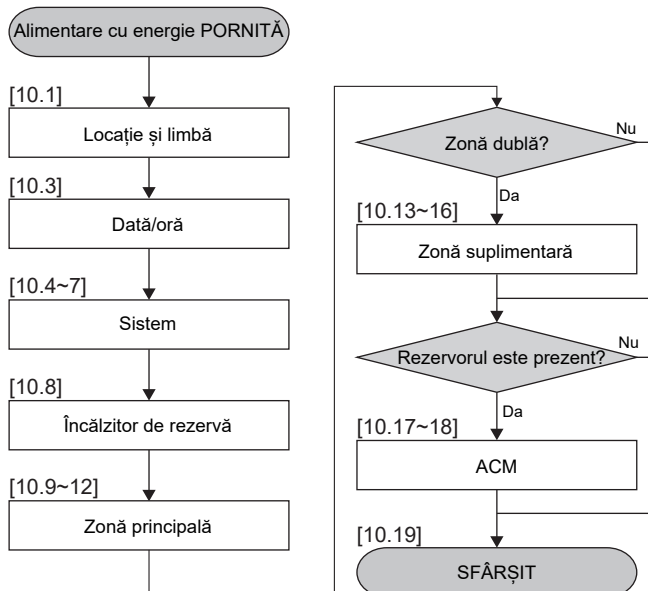 Alimentare cu energie PORNITĂ
[10.1]
Locație și limbă
[10.3]
Dată/oră
[10.4~7]
Sistem
[10.8]
Încălzitor de rezervă
[10.9~12]
Zonă principală
Zonă dublă?
Nu
Da
[10.13~16]
Zonă suplimentară
Rezervorul este prezent?
Nu
Da
[10.17~18]
ACM
[10.19]
SFÂRȘIT